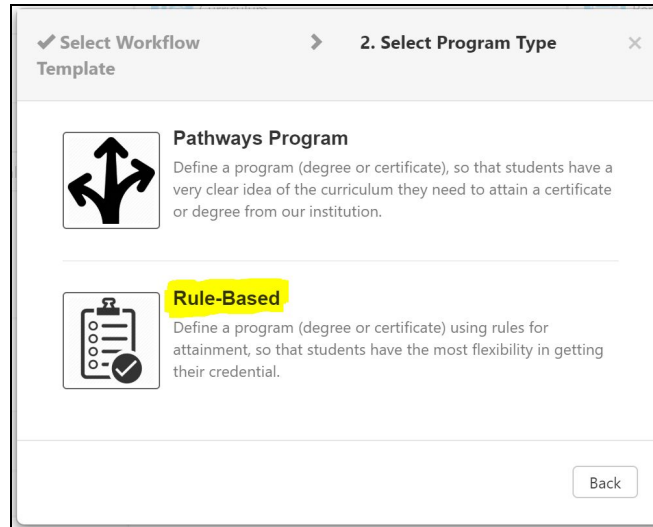 ✔ Select Workflow
Template
2. Select Program Type
Pathways Program
Define a program (degree or certificate), so that students have a
very clear idea of the curriculum they need to attain a certificate
or degree from our institution.
Rule-Based
Define a program (degree or certificate) using rules for
attainment, so that students have the most flexibility in getting
their credential.
Back